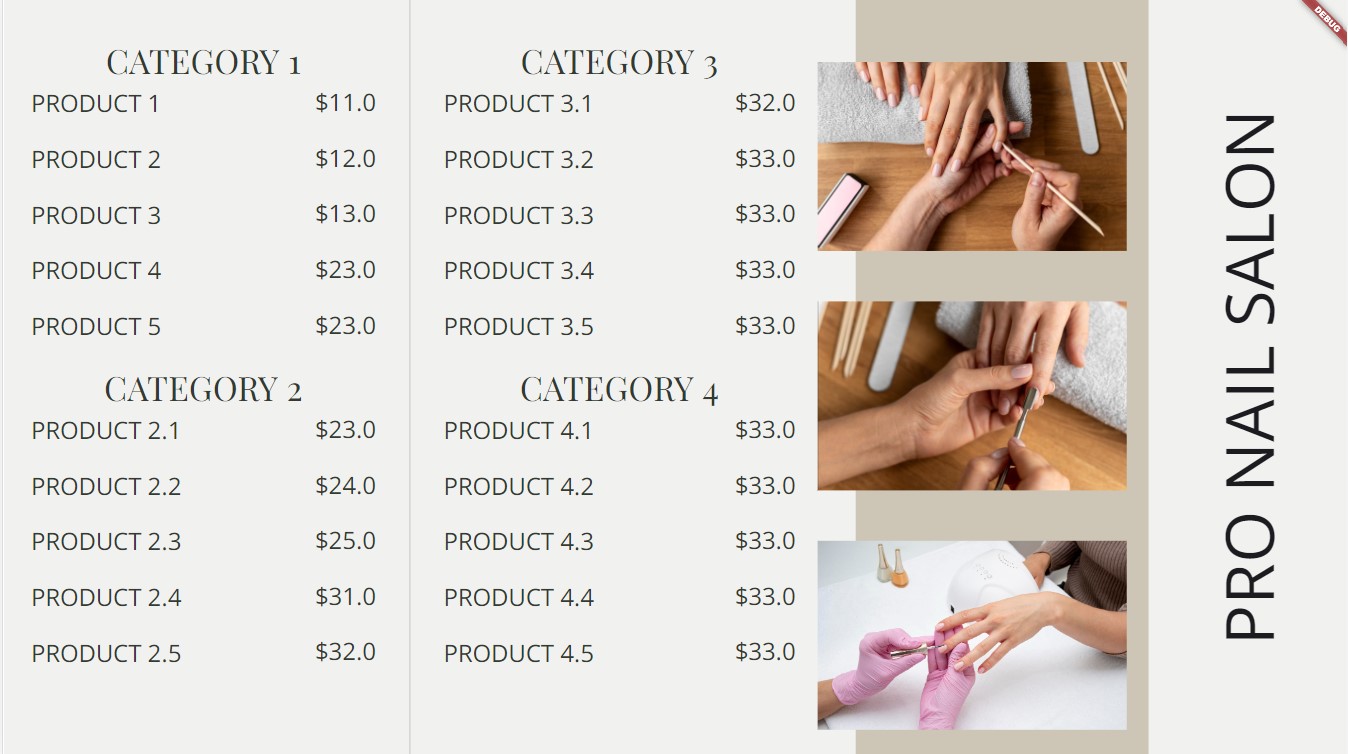 CATEGORY 1
PRODUCT 1 $11.0
PRODUCT 2 $12.0
PRODUCT 3 $13.0
PRODUCT 4 $23.0
PRODUCT 5 $23.0
CATEGORY 2
PRODUCT 2.1 $23.0
PRODUCT 2.2 $24.0
PRODUCT 2.3 $25.0
PRODUCT 2.4 $31.0
PRODUCT 2.5 $32.0
CATEGORY 3
PRODUCT 3.1 $32.0
PRODUCT 3.2 $33.0
PRODUCT 3.3 $33.0
PRODUCT 3.4 $33.0
PRODUCT 3.5 $33.0
CATEGORY 4
PRODUCT 4.1 $33.0
PRODUCT 4.2 $33.0
PRODUCT 4.3 $33.0
PRODUCT 4.4 $33.0
PRODUCT 4.5 $33.0
PRO NAIL SALON
DEBUG